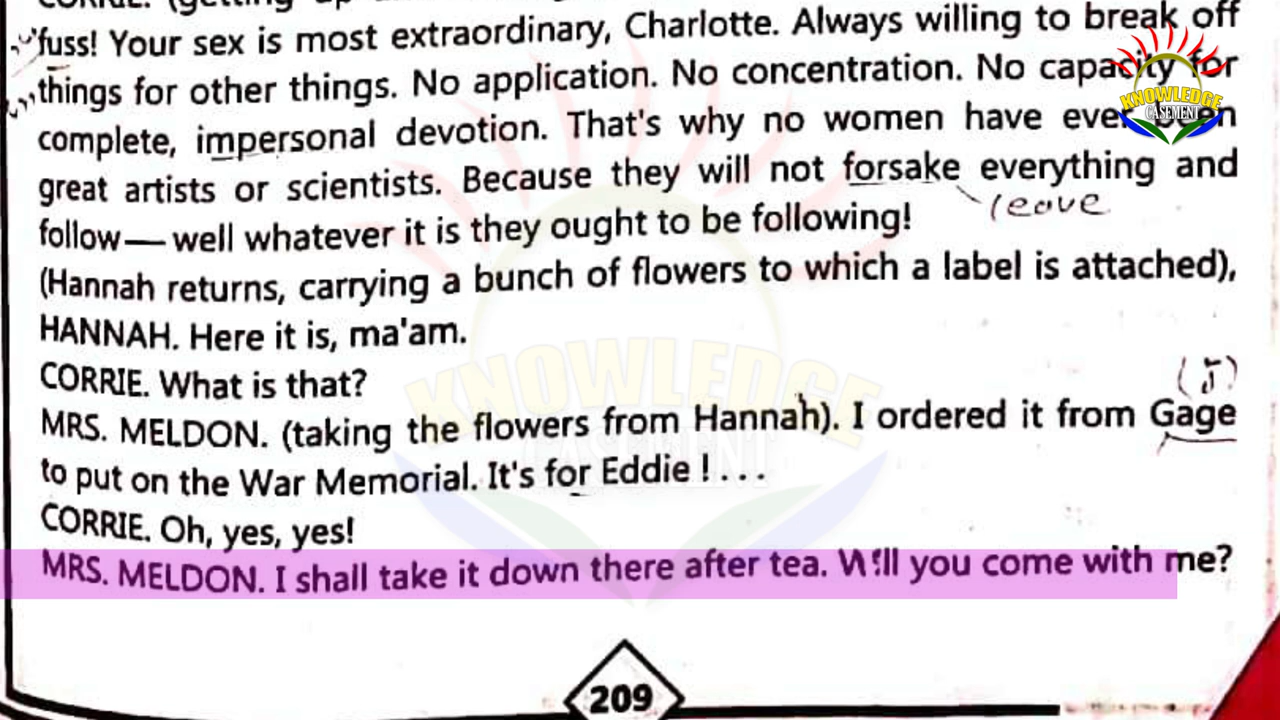 fuss! Your sex is most extraordinary, Charlotte. Always willing to break off
things for other things. No application. No concentration. No capacity for
complete, impersonal devotion. That's why no women have ever been
great artists or scientists. Because they will not forsake everything and
leave
follow— well whatever it is they ought to be following!
(Hannah returns, carrying a bunch of flowers to which a label is attached),
HANNAH. Here it is, ma'am.
CORRIE. What is that?
(5)
MRS. MELDON. (taking the flowers from Hannah). I ordered it from Gage
to put on the War Memorial. It's for Eddie ! . . .
CORRIE. Oh, yes, yes!
MRS. MELDON. I shall take it down there after tea. Will you come with me?
209
KNOWLEDGE
CASEMENT
KNOWLEDGE
CASEMENT